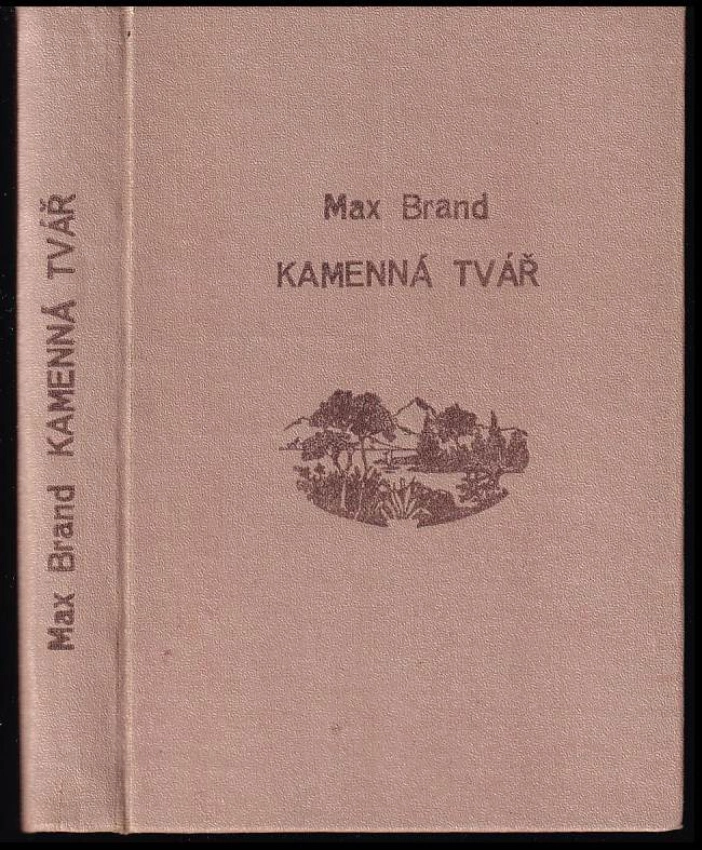 Max Brand KAMENNÁ TVÁŘ
Max Brand
KAMENNÁ TVÁŘ